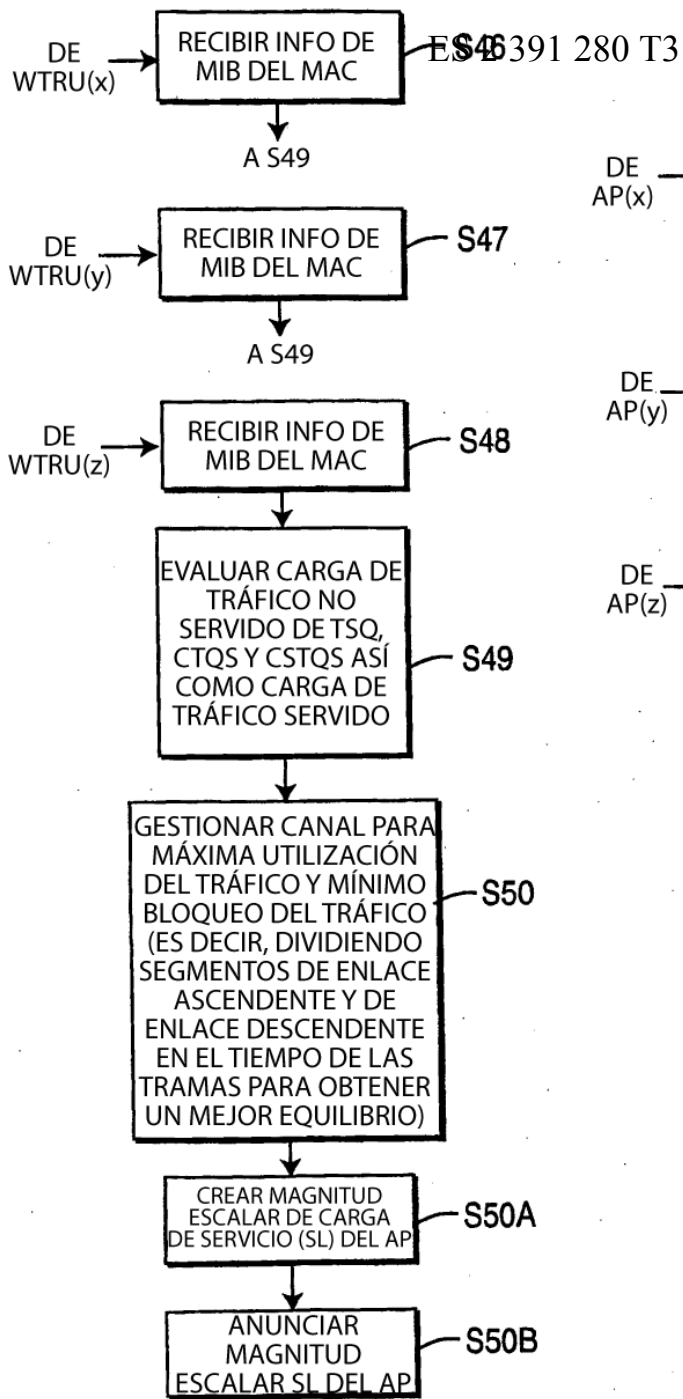 ES 2 391 280 T3
DE
WTRU(x)
RECIBIR INFO DE
MIB DEL MAC
S46
A S49
DE
WTRU(y)
RECIBIR INFO DE
MIB DEL MAC
S47
A S49
DE
WTRU(z)
RECIBIR INFO DE
MIB DEL MAC
S48
EVALUAR CARGA DE
TRÁFICO NO
SERVIDO DE TSQ,
CTQS Y CSTQS ASÍ
COMO CARGA DE
TRÁFICO SERVIDO
S49
GESTIONAR CANAL PARA
MÁXIMA UTILIZACIÓN
DEL TRÁFICO Y MÍNIMO
BLOQUEO DEL TRÁFICO
(ES DECIR, DIVIDIENDO
SEGMENTOS DE ENLACE
ASCENDENTE Y DE
ENLACE DESCENDENTE
EN EL TIEMPO DE LAS
TRAMAS PARA OBTENER
UN MEJOR EQUILIBRIO)
S50
CREAR MAGNITUD
ESCALAR DE CARGA
DE SERVICIO (SL) DEL AP
S50A
ANUNCIAR
MAGNITUD
ESCALAR SL DEL AP
S50B
DE
AP(x)
DE
AP(y)
DE
AP(z)